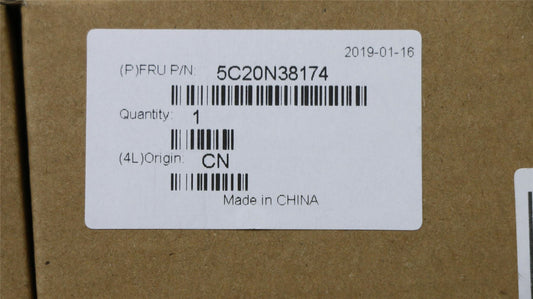 2019-01-16
(P)FRU P/N: 5C20N38174
Quantity: 1
(4L)Origin: CN
Made in CHINA